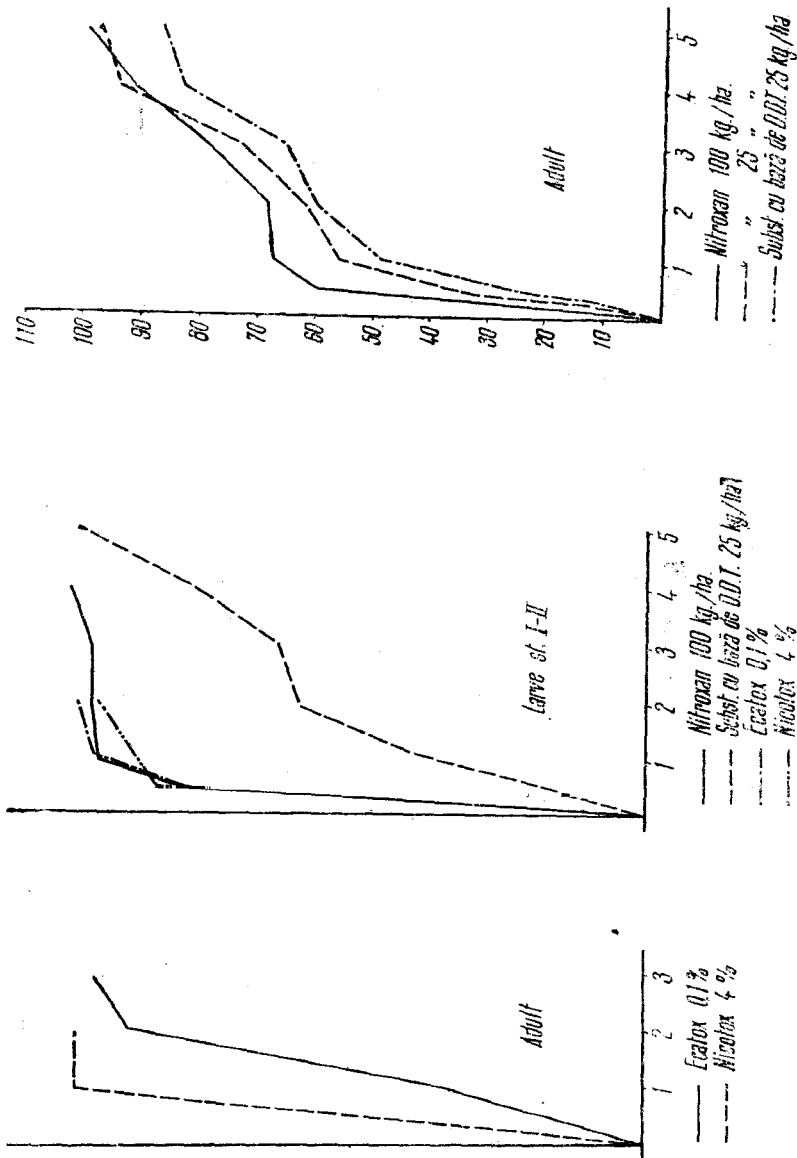 Adult
1 2 3
Ecatox 0,1%
Nicotox 4 %
Larve st. I-II
1 2 3 4 5
Nitroxan 100 kg./ha.
Subst cu bază de D.D.T. 25 kg./ha
Ecatox 0,1%
Nicotox 4 %
110
100
90
80
70
60
50
40
30
20
10
Adult
1 2 3 4 5
Nitroxan 100 kg./ha.
" 25 " "
Subst. cu bază de D.D.T. 25 kg/ha.